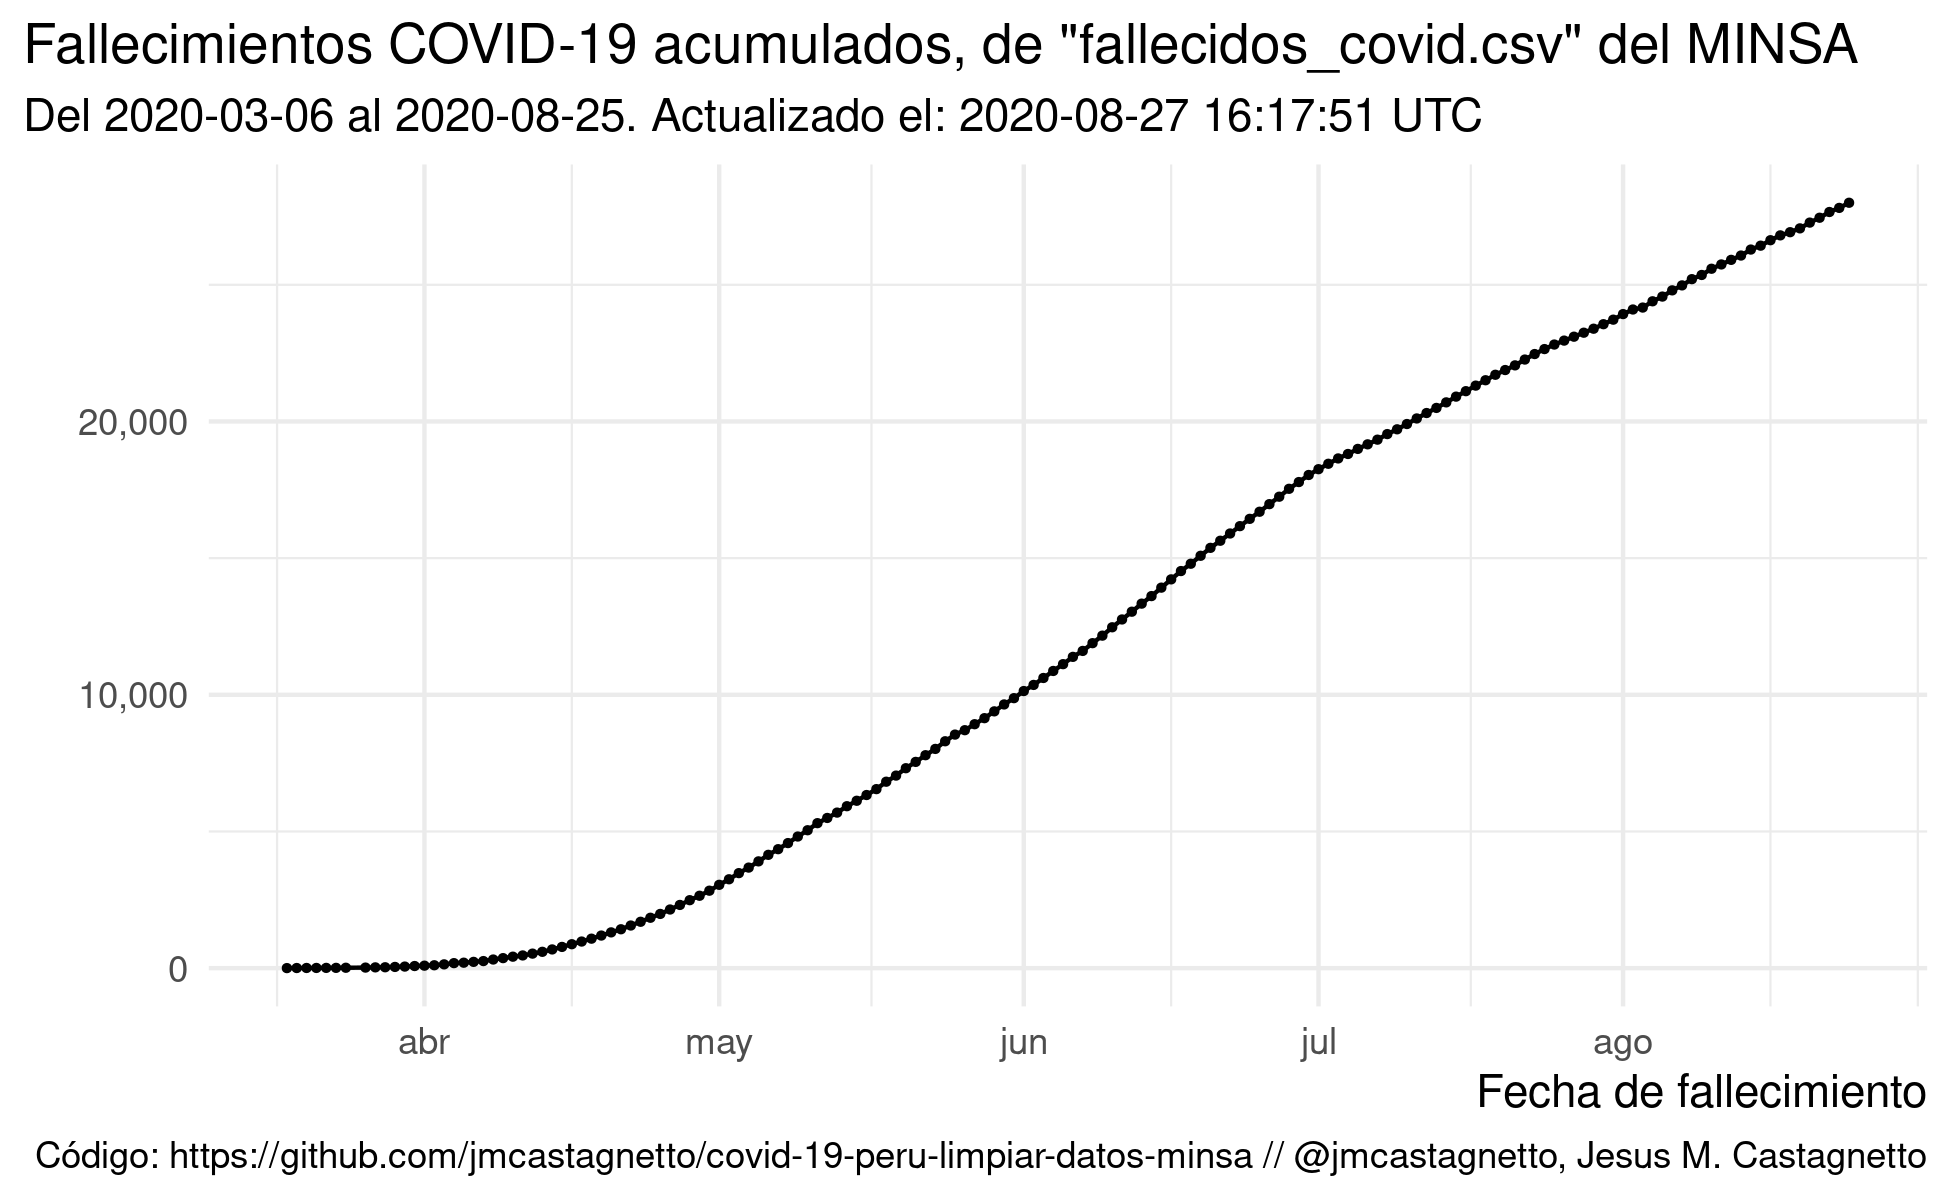 Fallecimientos COVID-19 acumulados, de "fallecidos_covid.csv" del MINSA
Del 2020-03-06 al 2020-08-25. Actualizado el: 2020-08-27 16:17:51 UTC
20,000
10,000
0
abr may jun jul ago
Fecha de fallecimiento
Código: https://github.com/jmcastagnetto/covid-19-peru-limpiar-datos-minsa // @jmcastagnetto, Jesus M. Castagnetto